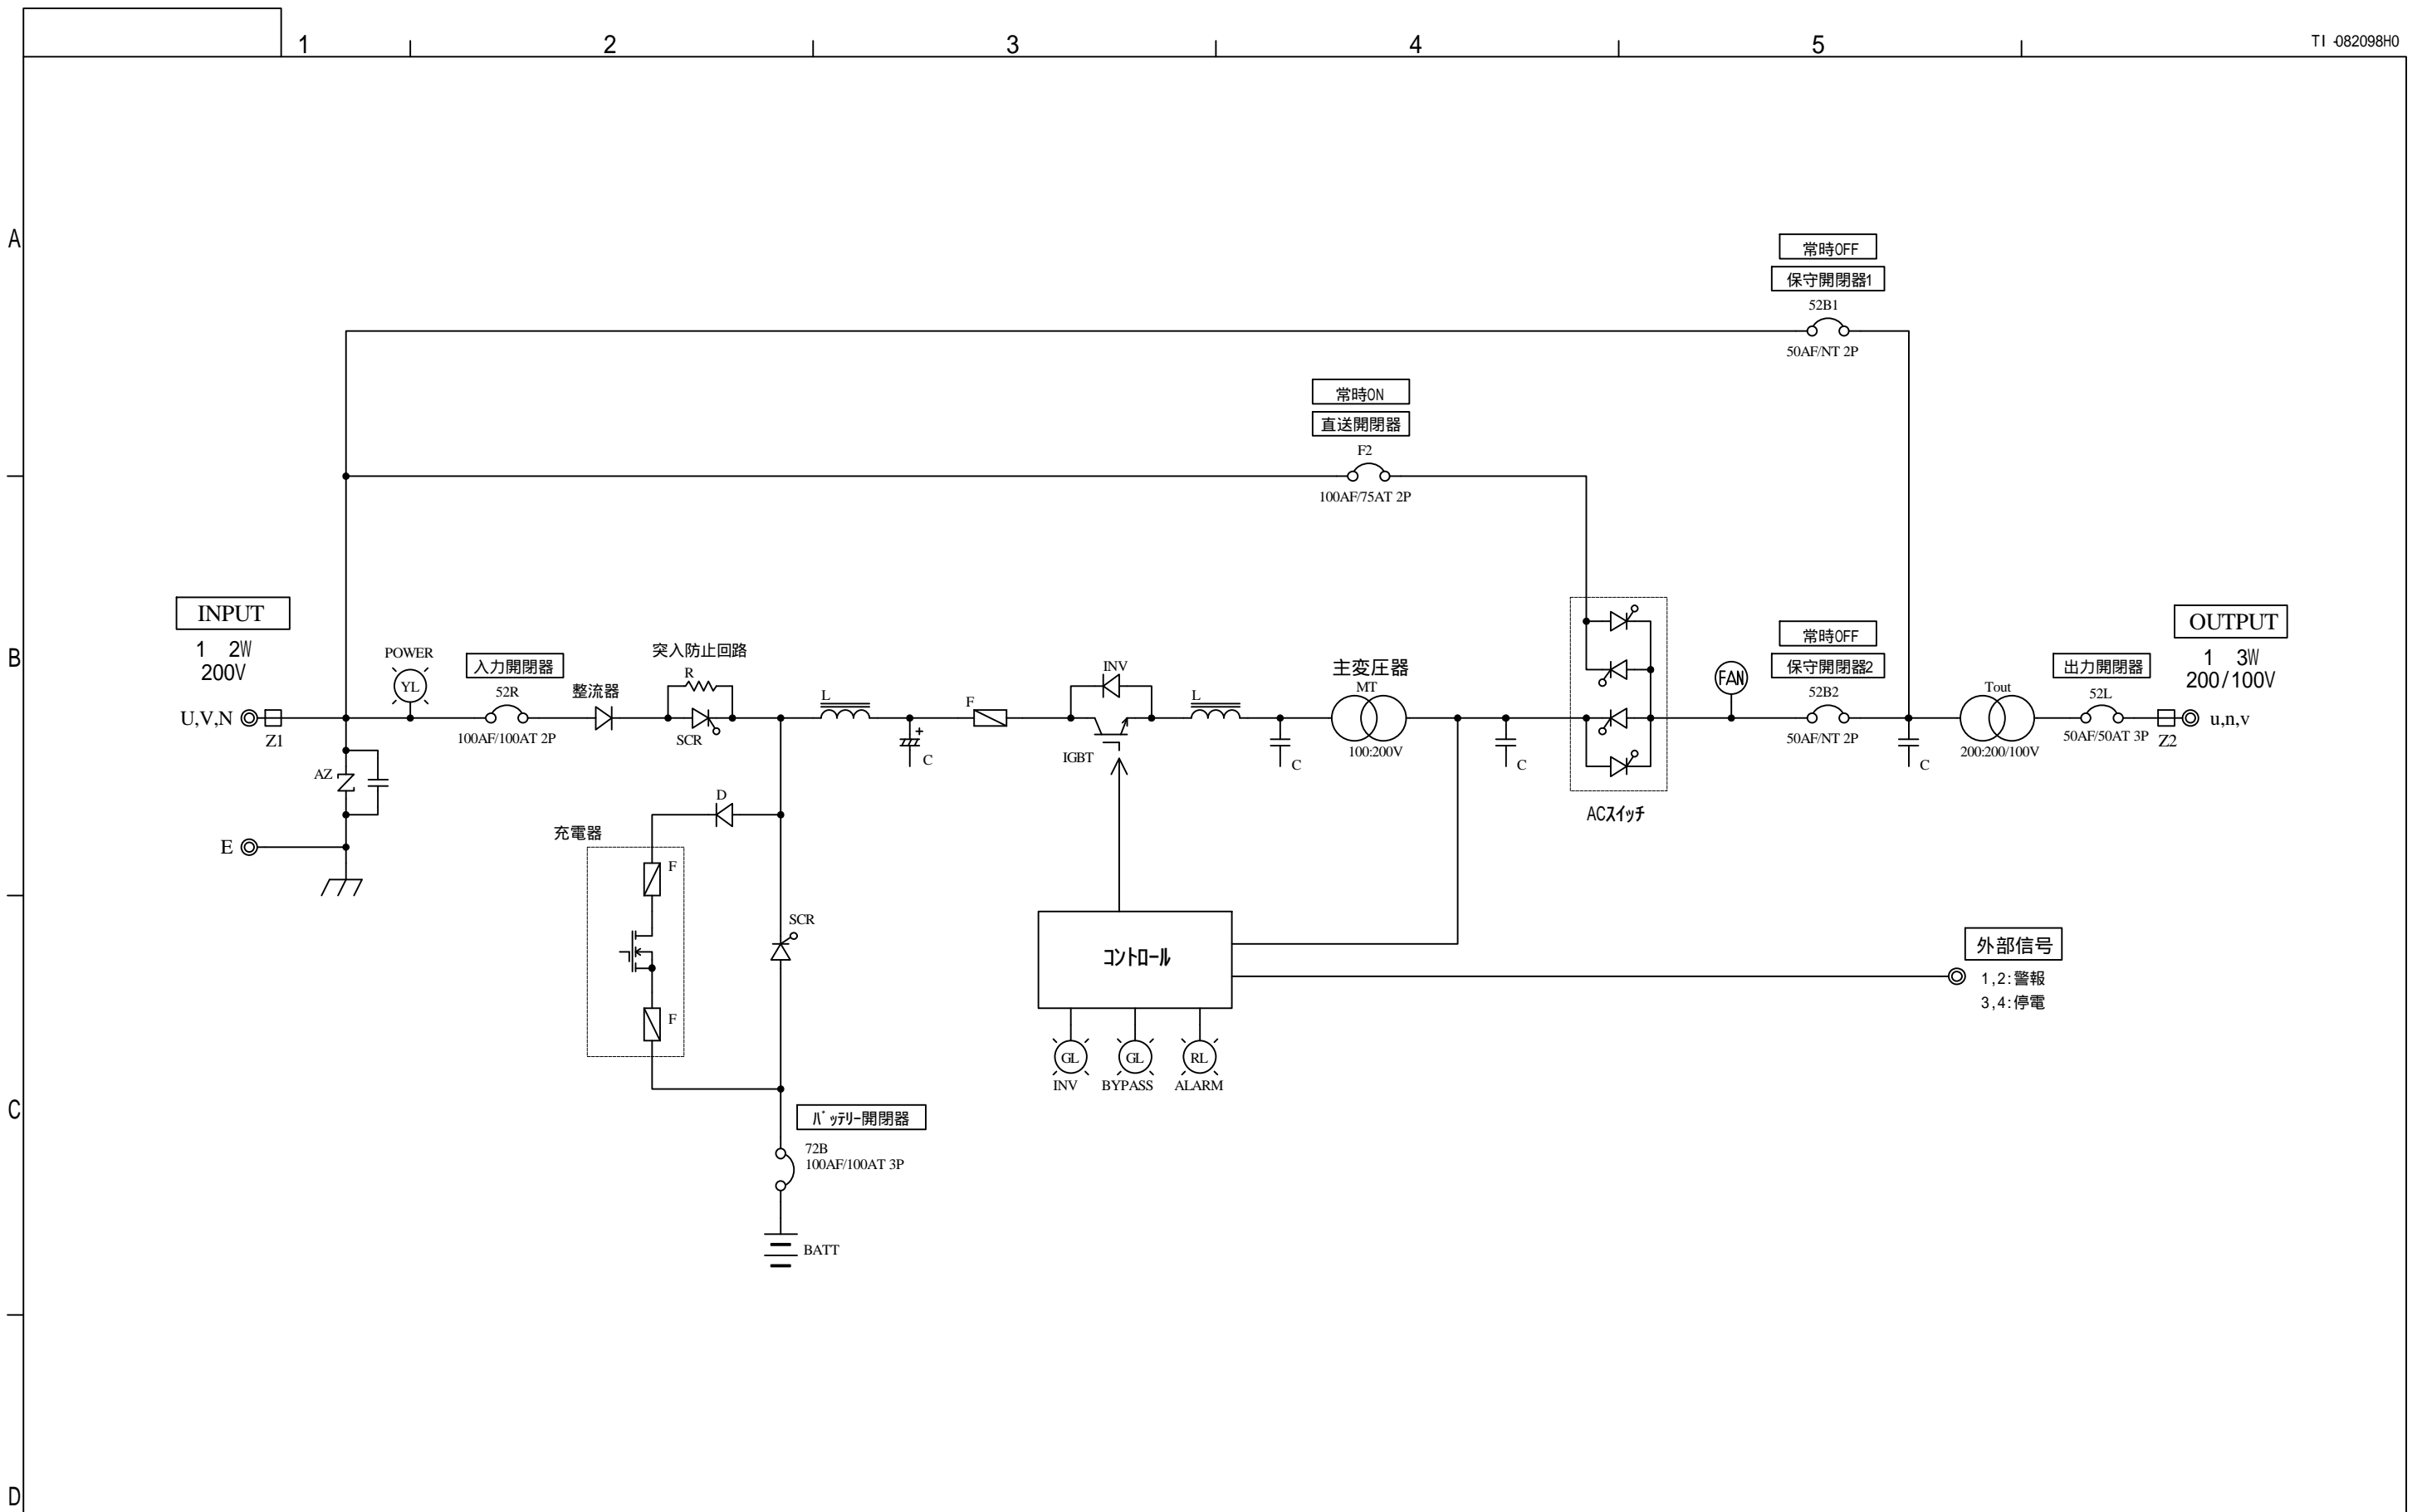 1
2
3
4
5
TI-082098H0
A
常時OFF
保守開閉器1
52B1
50AF/NT 2P
常時ON
直送開閉器
F2
100AF/75AT 2P
B
INPUT
1 2W
200V
U,V,N
Z1
POWER
YL
入力開閉器
52R
100AF/100AT 2P
整流器
突入防止回路
R
SCR
L
+
C
F
INV
IGBT
L
C
主変圧器
MT
100:200V
C
ACスイッチ
FAN
常時OFF
保守開閉器2
52B2
50AF/NT 2P
C
Tout
200:200/100V
出力開閉器
52L
50AF/50AT 3P
Z2
OUTPUT
1 3W
200/100V
u,n,v
AZ
E
D
充電器
F
F
SCR
コントロール
外部信号
1,2:警報
3,4:停電
GL
INV
GL
BYPASS
RL
ALARM
C
バッテリー開閉器
72B
100AF/100AT 3P
BATT
D